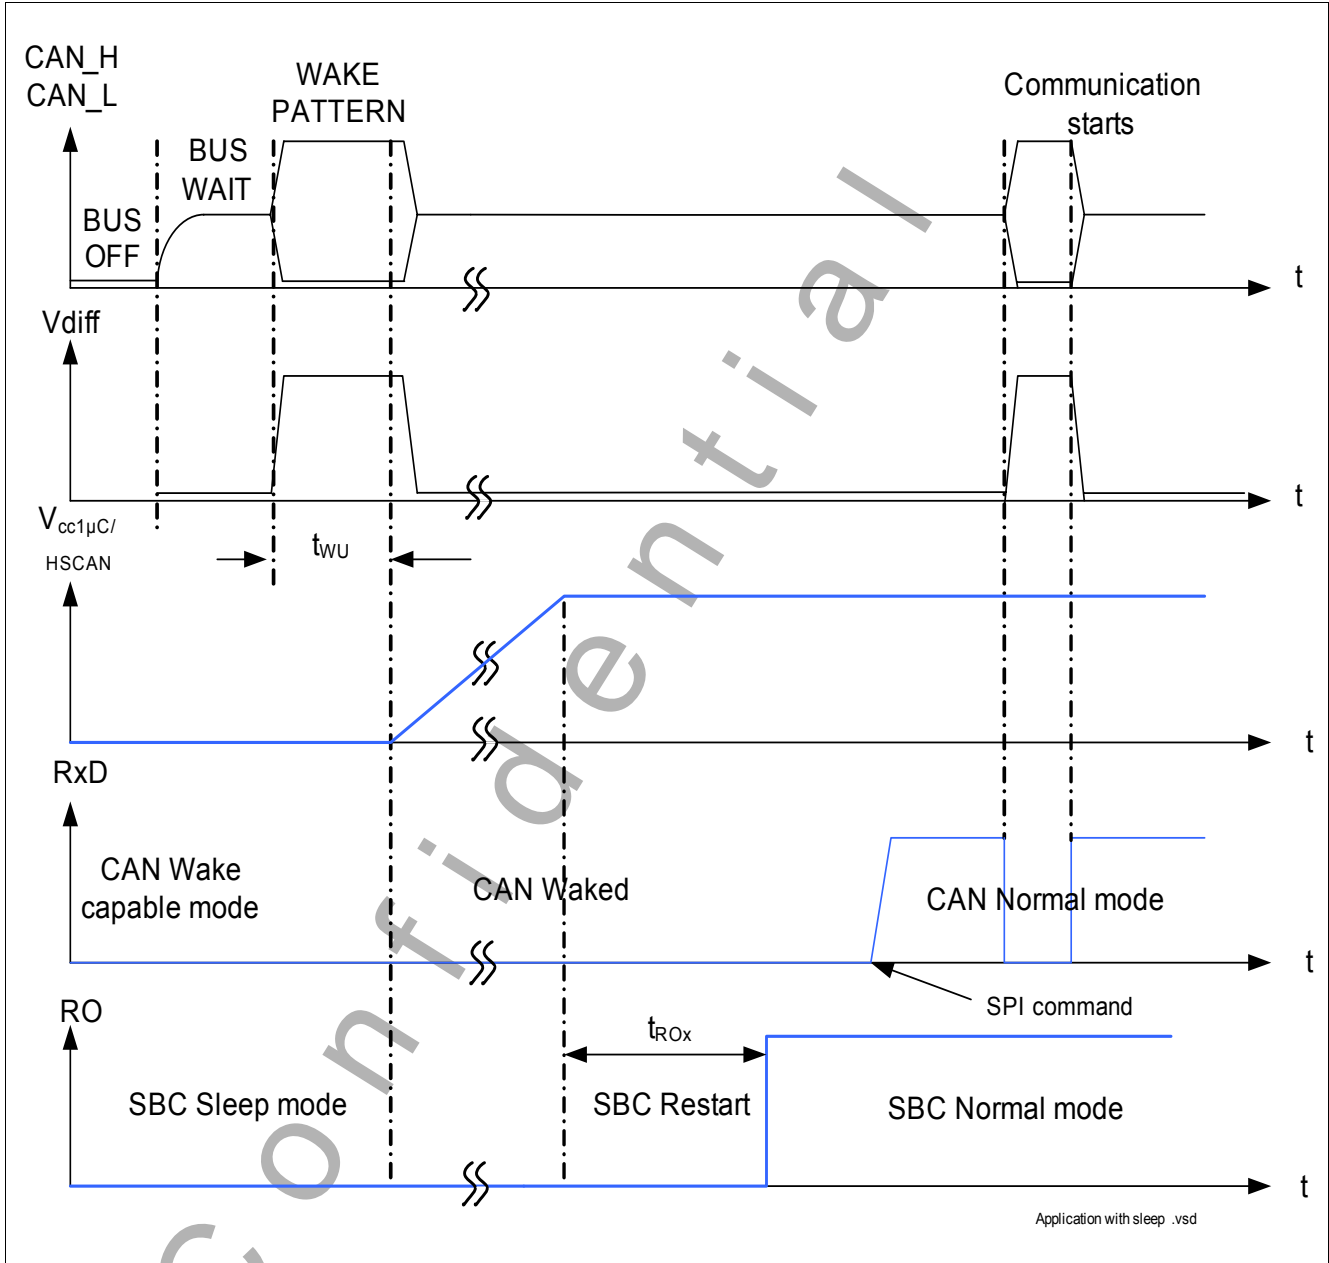 CAN_H
CAN_L
WAKE
PATTERN
Communication
starts
BUS
WAIT
BUS
OFF
t
Vdiff
t
Vcc1µC/
HSCAN
tWU
t
RxD
CAN Wake
capable mode
CAN Waked
CAN Normal mode
t
SPI command
RO
tROx
SBC Sleep mode
SBC Restart
SBC Normal mode
t
Application with sleep .vsd
Confidential